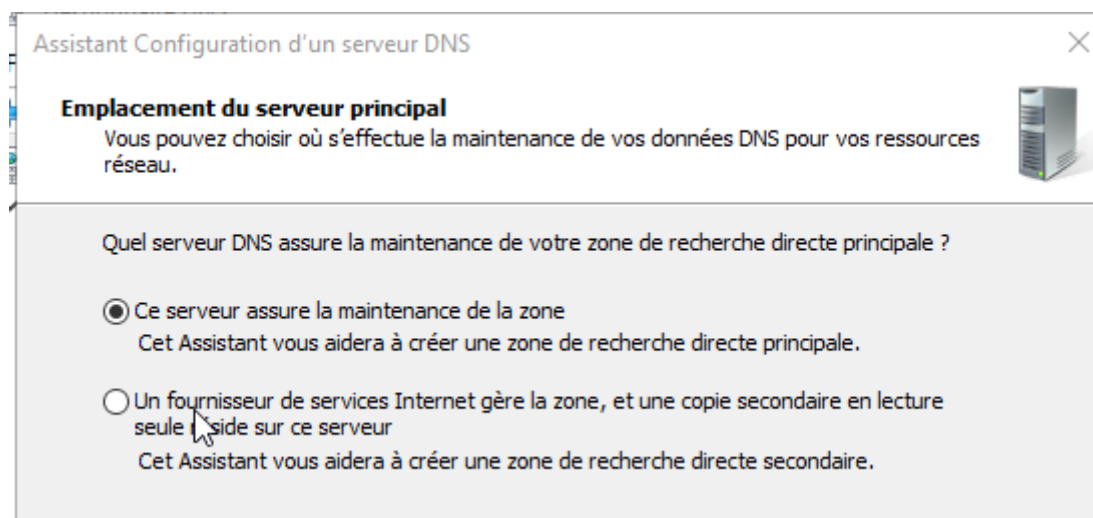 Assistant Configuration d'un serveur DNS
Emplacement du serveur principal
Vous pouvez choisir où s'effectue la maintenance de vos données DNS pour vos ressources
réseau.
Quel serveur DNS assure la maintenance de votre zone de recherche directe principale ?
Ce serveur assure la maintenance de la zone
Cet Assistant vous aidera à créer une zone de recherche directe principale.
Un fournisseur de services Internet gère la zone, et une copie secondaire en lecture
seule réside sur ce serveur
Cet Assistant vous aidera à créer une zone de recherche directe secondaire.